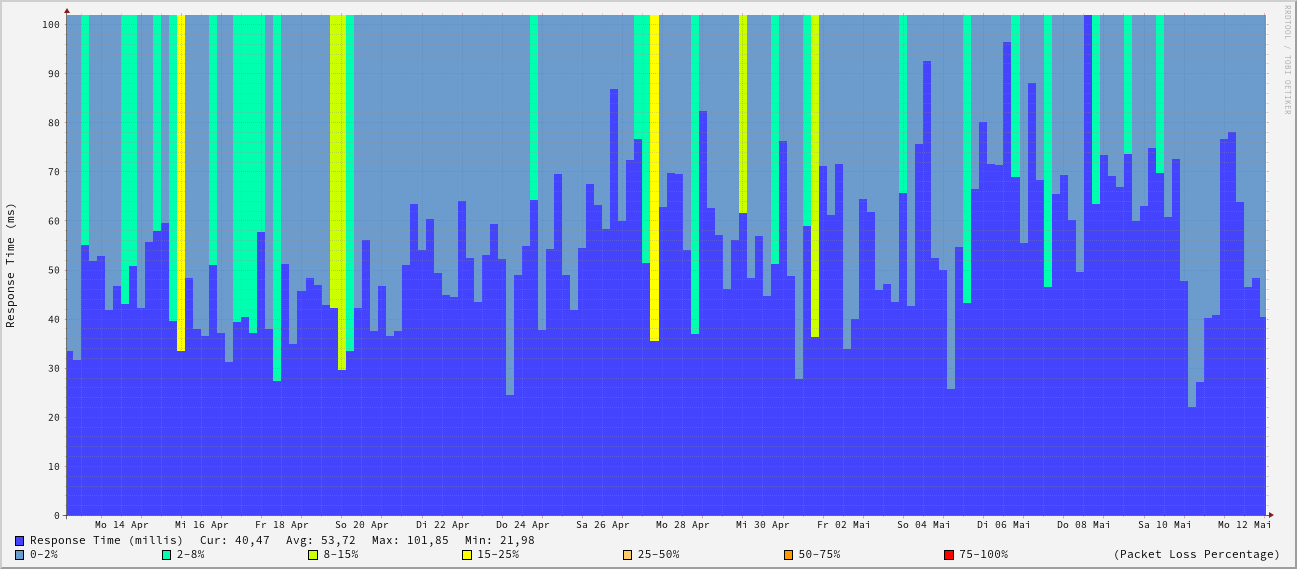 RRDTOOL / TOBI OETIKER
Response Time (ms)
100
90
80
70
60
50
40
30
20
10
0
Mo 14 Apr Mi 16 Apr Fr 18 Apr So 20 Apr Di 22 Apr Do 24 Apr Sa 26 Apr Mo 28 Apr Mi 30 Apr Fr 02 Mai So 04 Mai Di 06 Mai Do 08 Mai Sa 10 Mai Mo 12 Mai
Response Time (millis) Cur: 40,47 Avg: 53,72 Max: 101,85 Min: 21,98
0-2% 2-8% 8-15% 15-25% 25-50% 50-75% 75-100% (Packet Loss Percentage)